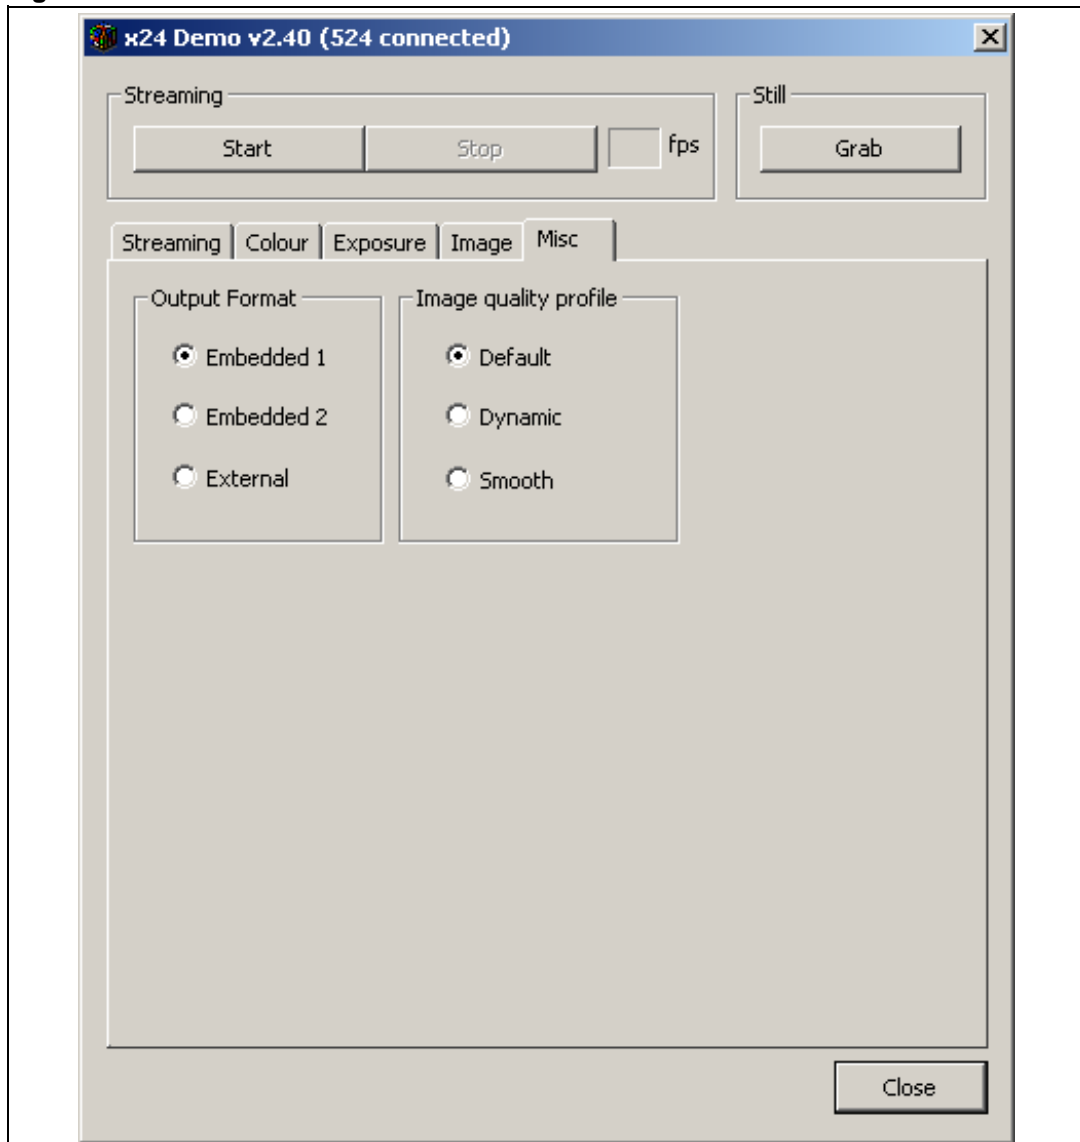 x24 Demo v2.40 (524 connected)
Streaming
Still
Start
Stop
fps
Grab
Streaming
Colour
Exposure
Image
Misc
Output Format
Image quality profile
Embedded 1
Default
Embedded 2
Dynamic
External
Smooth
Close